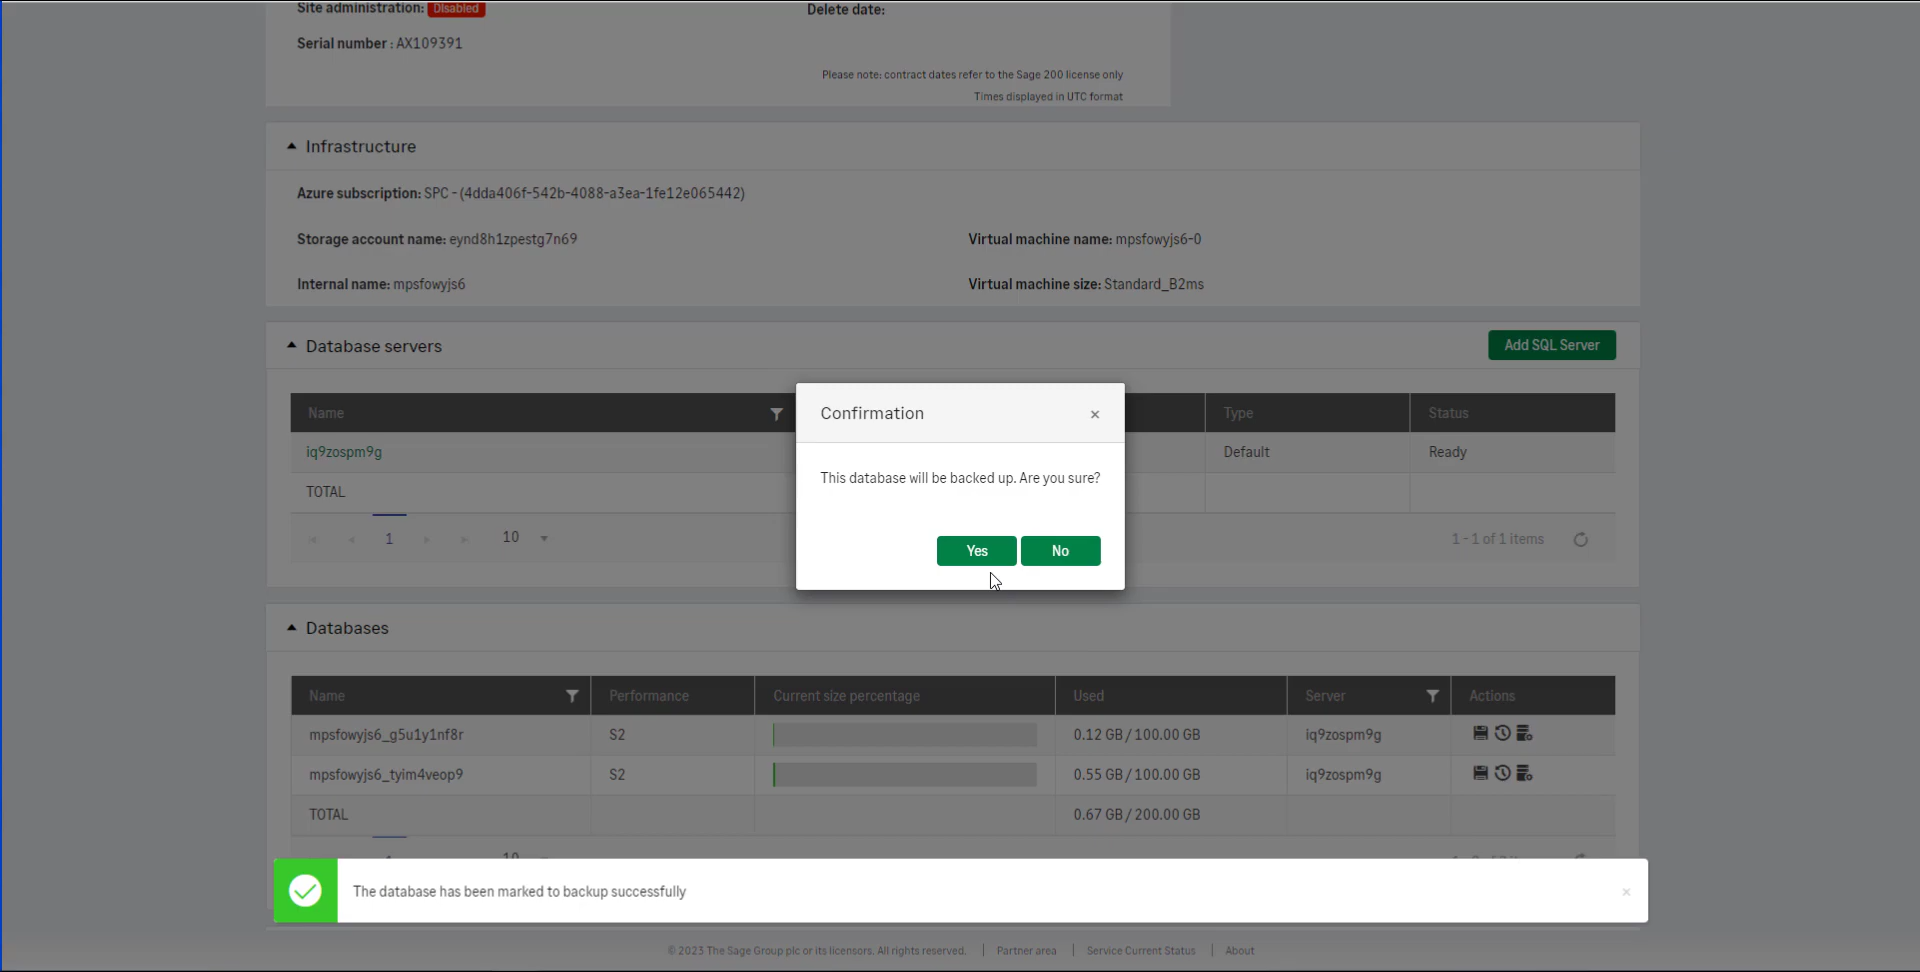 Site administration: Disabled
Delete date:
Serial number : AX109391
Please note: contract dates refer to the Sage 200 license only
Times displayed in UTC format
Infrastructure
Azure subscription: SPC - (4dda406f-542b-4088-a3ea-1fe12e065442)
Storage account name: eynd8h1zpestg7n69
Virtual machine name: mpsfowyjs6-0
Internal name: mpsfowyjs6
Virtual machine size: Standard_B2ms
Database servers
Add SQL Server
Name
Type
Status
iq9zospm9g
Default
Ready
TOTAL
1
10
1 - 1 of 1 items
Confirmation
×
This database will be backed up. Are you sure?
Yes
No
Databases
Name
Performance
Current size percentage
Used
Server
Actions
mpsfowyjs6_g5u1y1nf8r
S2
0.12 GB / 100.00 GB
iq9zospm9g
mpsfowyjs6_tyim4veop9
S2
0.55 GB / 100.00 GB
iq9zospm9g
TOTAL
0.67 GB / 200.00 GB
10
The database has been marked to backup successfully
×
© 2023 The Sage Group plc or its licensors. All rights reserved. | Partner area | Service Current Status | About